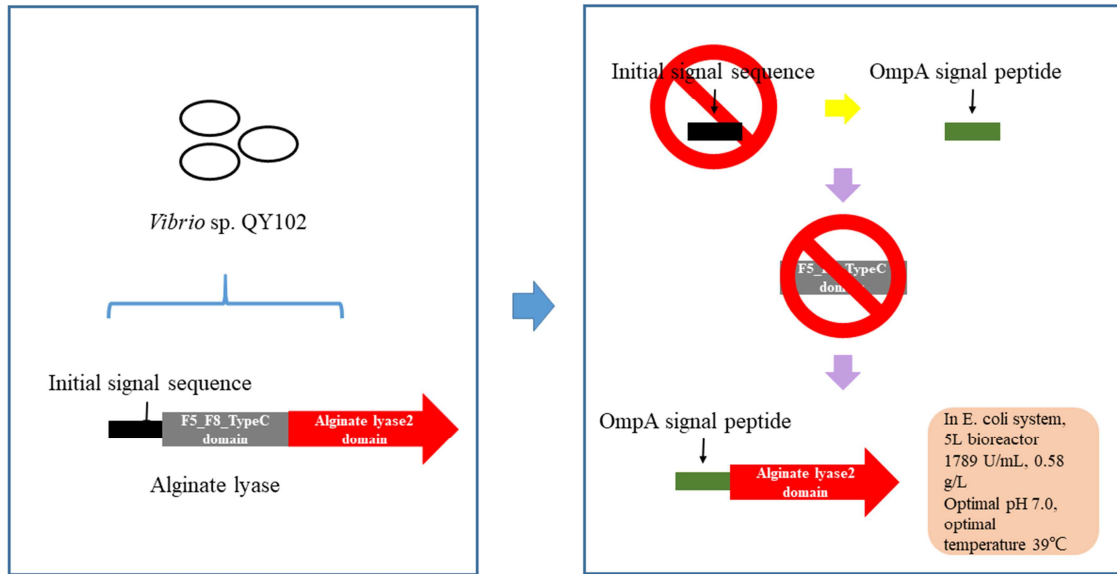 Vibrio sp. QY102
Initial signal sequence
F5_F8_TypeC
domain
Alginate lyase2
domain
Alginate lyase
Initial signal sequence
OmpA signal peptide
TypeC
OmpA signal peptide
Alginate lyase2
domain
In E. coli system,
5L bioreactor
1789 U/mL, 0.58
g/L
Optimal pH 7.0,
optimal
temperature 39℃